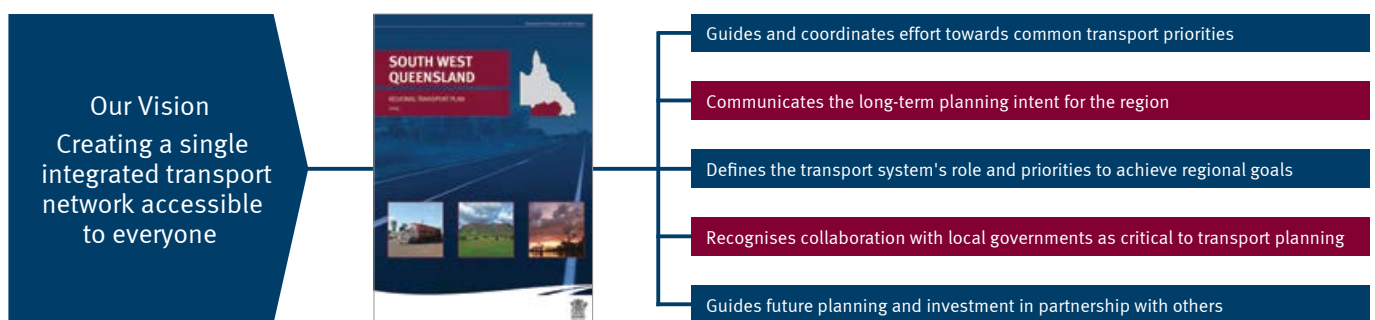 Our Vision
Creating a single
integrated transport
network accessible
to everyone
SOUTH WEST
QUEENSLAND
REGIONAL TRANSPORT PLAN
Guides and coordinates effort towards common transport priorities
Communicates the long-term planning intent for the region
Defines the transport system's role and priorities to achieve regional goals
Recognises collaboration with local governments as critical to transport planning
Guides future planning and investment in partnership with others